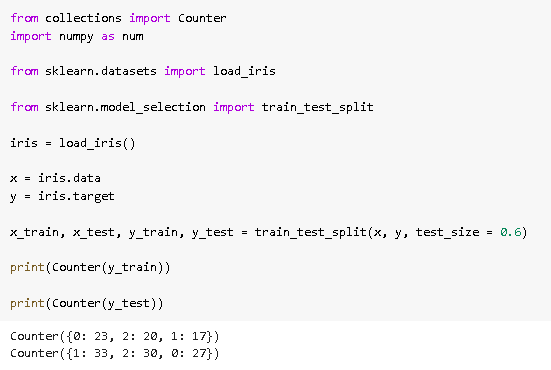 from collections import Counter
import numpy as num
from sklearn.datasets import load_iris
from sklearn.model_selection import train_test_split
iris = load_iris()
x = iris.data
y = iris.target
x_train, x_test, y_train, y_test = train_test_split(x, y, test_size = 0.6)
print(Counter(y_train))
print(Counter(y_test))
Counter({0: 23, 2: 20, 1: 17})
Counter({1: 33, 2: 30, 0: 27})